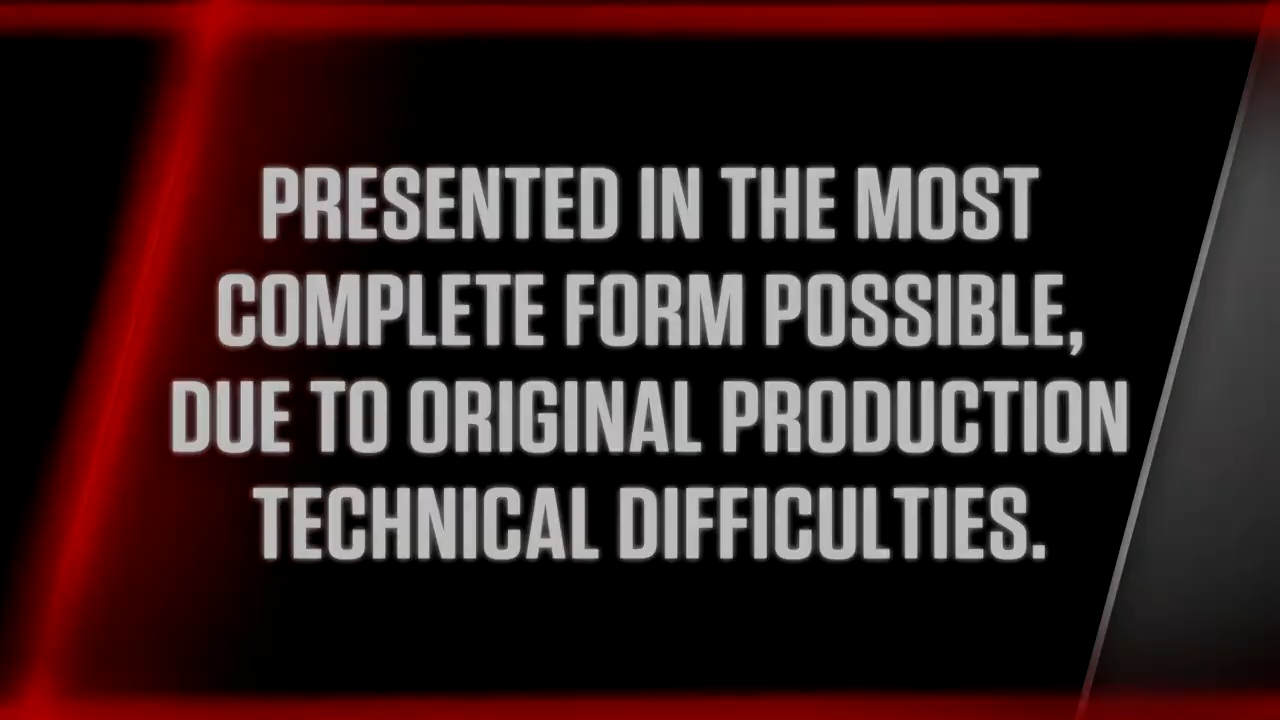 PRESENTED IN THE MOST
COMPLETE FORM POSSIBLE,
DUE TO ORIGINAL PRODUCTION
TECHNICAL DIFFICULTIES.